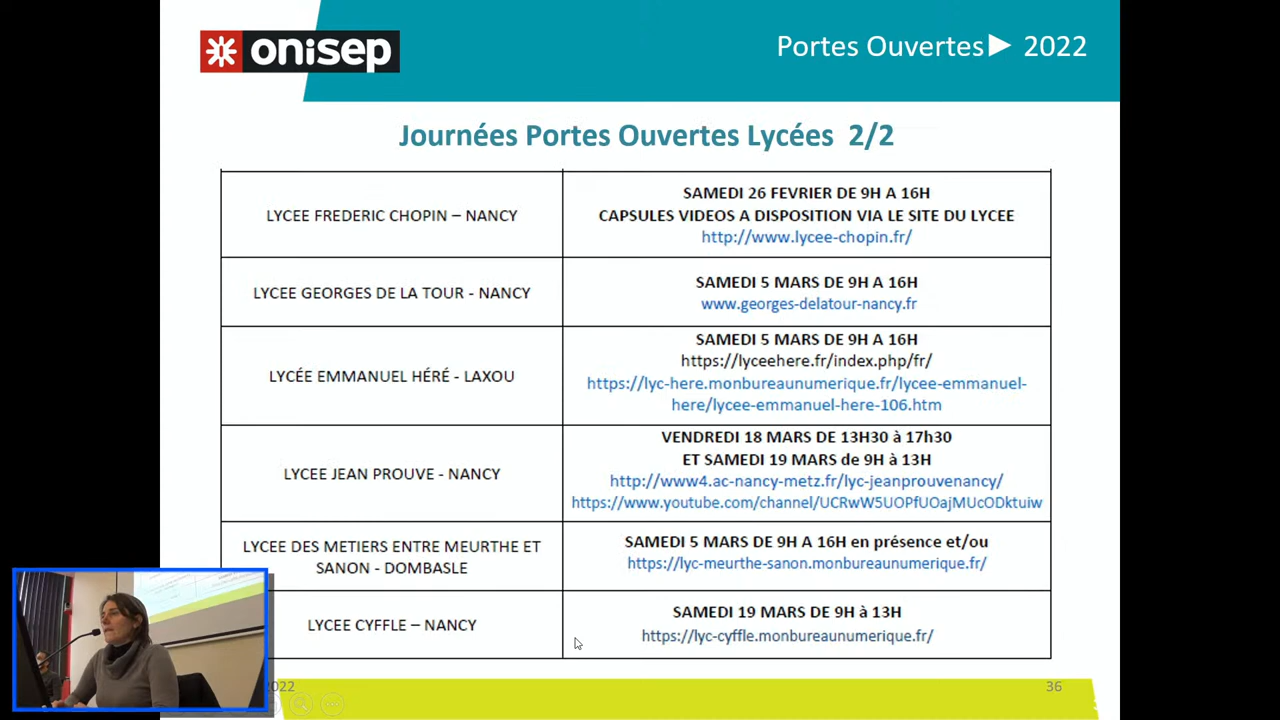 onisep
Portes Ouvertes ► 2022
Journées Portes Ouvertes Lycées 2/2
LYCEE FREDERIC CHOPIN – NANCY
SAMEDI 26 FEVRIER DE 9H A 16H
CAPSULES VIDEOS A DISPOSITION VIA LE SITE DU LYCEE
http://www.lycee-chopin.fr/
LYCEE GEORGES DE LA TOUR - NANCY
SAMEDI 5 MARS DE 9H A 16H
www.georges-delatour-nancy.fr
LYCÉE EMMANUEL HÉRÉ - LAXOU
SAMEDI 5 MARS DE 9H A 16H
https://lyceehere.fr/index.php/fr/
https://lyc-here.monbureaunumerique.fr/lycee-emmanuel-
here/lycee-emmanuel-here-106.htm
LYCEE JEAN PROUVE - NANCY
VENDREDI 18 MARS DE 13H30 à 17h30
ET SAMEDI 19 MARS de 9H à 13H
http://www4.ac-nancy-metz.fr/lyc-jeanprouvenancy/
https://www.youtube.com/channel/UCRwW5UOPfUOajMUcODktuiw
LYCEE DES METIERS ENTRE MEURTHE ET
SANON - DOMBASLE
SAMEDI 5 MARS DE 9H A 16H en présence et/ou
https://lyc-meurthe-sanon.monbureaunumerique.fr/
LYCEE CYFFLE – NANCY
SAMEDI 19 MARS DE 9H à 13H
https://lyc-cyffle.monbureaunumerique.fr/
2022
36